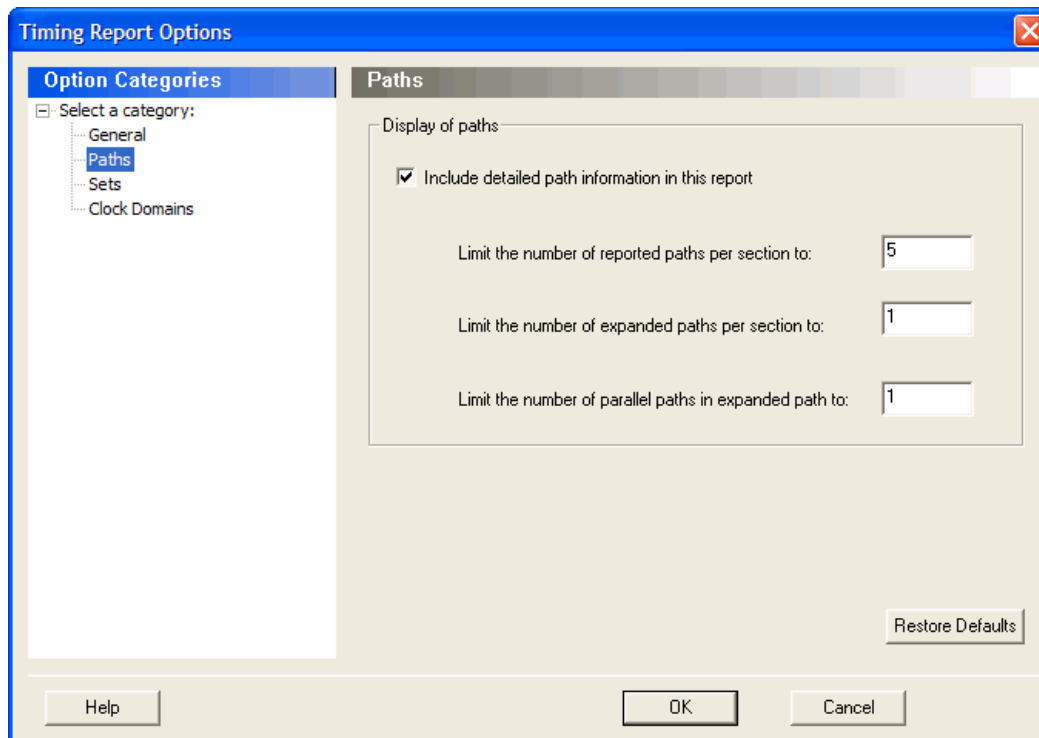 Timing Report Options
Option Categories
Select a category:
General
Paths
Sets
Clock Domains
Paths
Display of paths
Include detailed path information in this report
Limit the number of reported paths per section to: 5
Limit the number of expanded paths per section to: 1
Limit the number of parallel paths in expanded path to: 1
Restore Defaults
Help
OK
Cancel